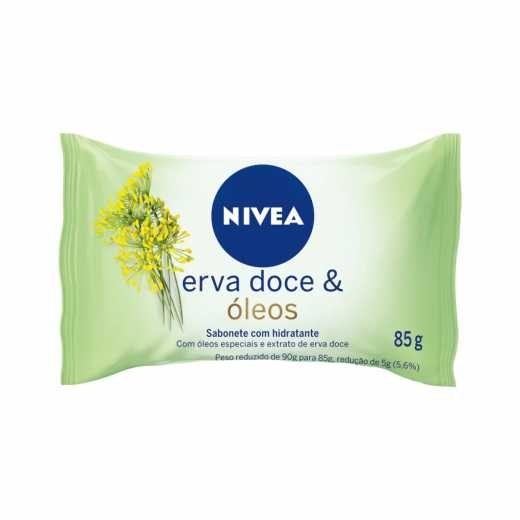 NIVEA
erva doce &
óleos
Sabonete com hidratante
Com óleos especiais e extrato de erva doce
85g
Peso reduzido de 90g para 85g, redução de 5g (5,6%)